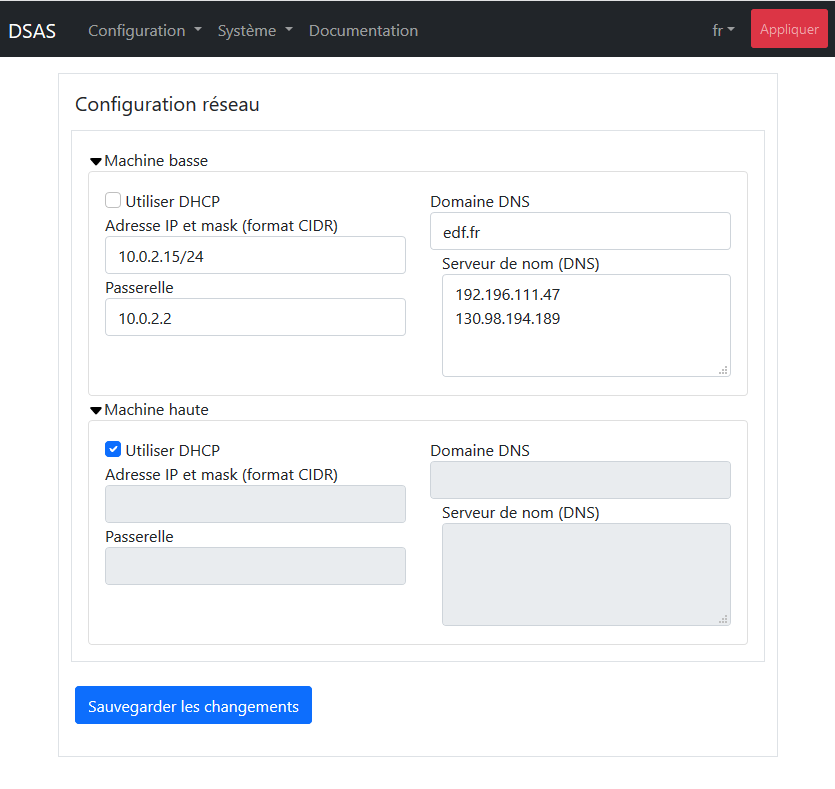 DSAS Configuration Système Documentation fr Appliquer
Configuration réseau
Machine basse
Utiliser DHCP
Adresse IP et mask (format CIDR)
10.0.2.15/24
Passerelle
10.0.2.2
Domaine DNS
edf.fr
Serveur de nom (DNS)
192.196.111.47
130.98.194.189
Machine haute
Utiliser DHCP
Adresse IP et mask (format CIDR)
Passerelle
Domaine DNS
Serveur de nom (DNS)
Sauvegarder les changements